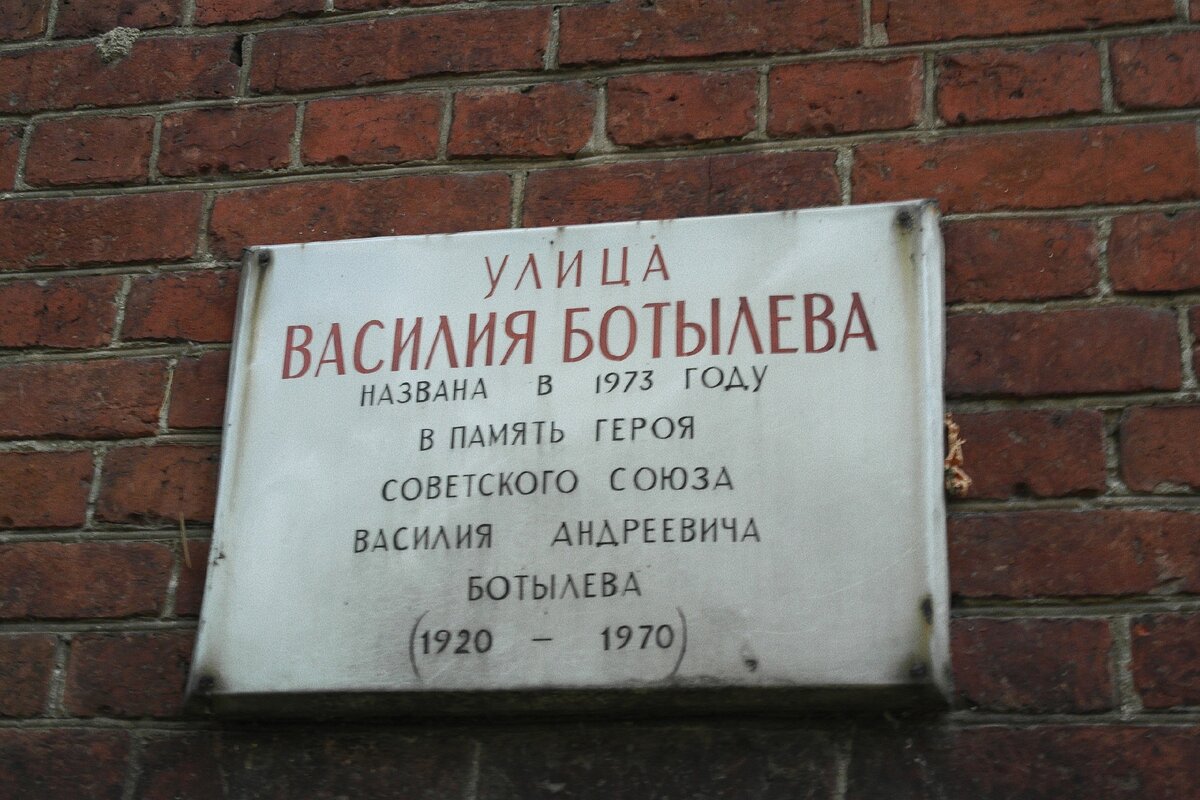 УЛИЦА
ВАСИЛИЯ БОТЫЛЕВА
НАЗВАНА В 1973 ГОДУ
В ПАМЯТЬ ГЕРОЯ
СОВЕТСКОГО СОЮЗА
ВАСИЛИЯ АНДРЕЕВИЧА
БОТЫЛЕВА
(1920 – 1970)